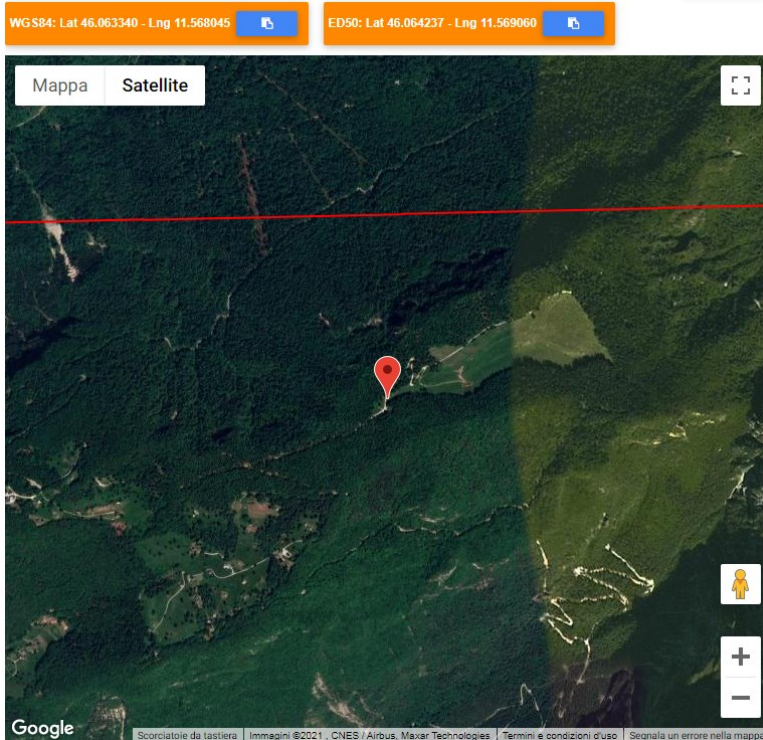 WGS84: Lat 46.063340 - Lng 11.568045
ED50: Lat 46.064237 - Lng 11.569060
Mappa
Satellite
Google
Scorciatoie da tastiera
Immagini ©2021 , CNES / Airbus, Maxar Technologies
Termini e condizioni d'uso
Segnala un errore nella mappa